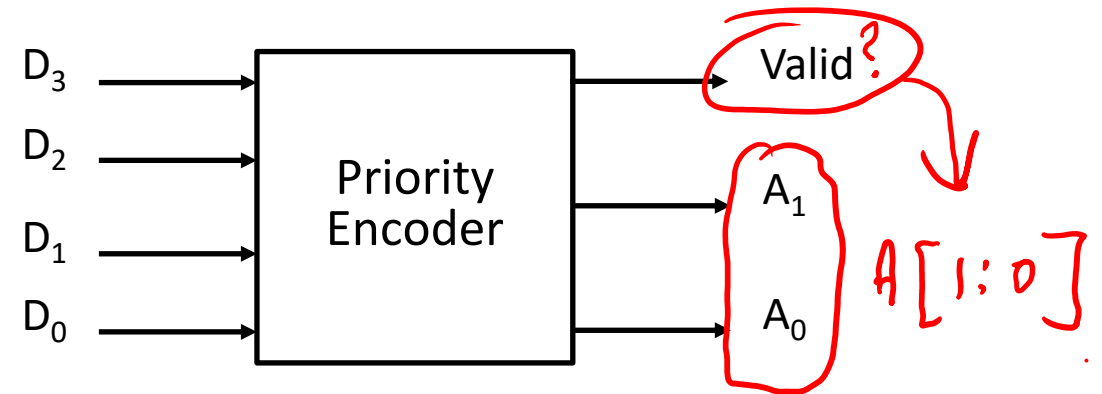 D₃
Valid?
D₂
Priority
Encoder
A₁
D₁
A[1:0]
D₀
A₀